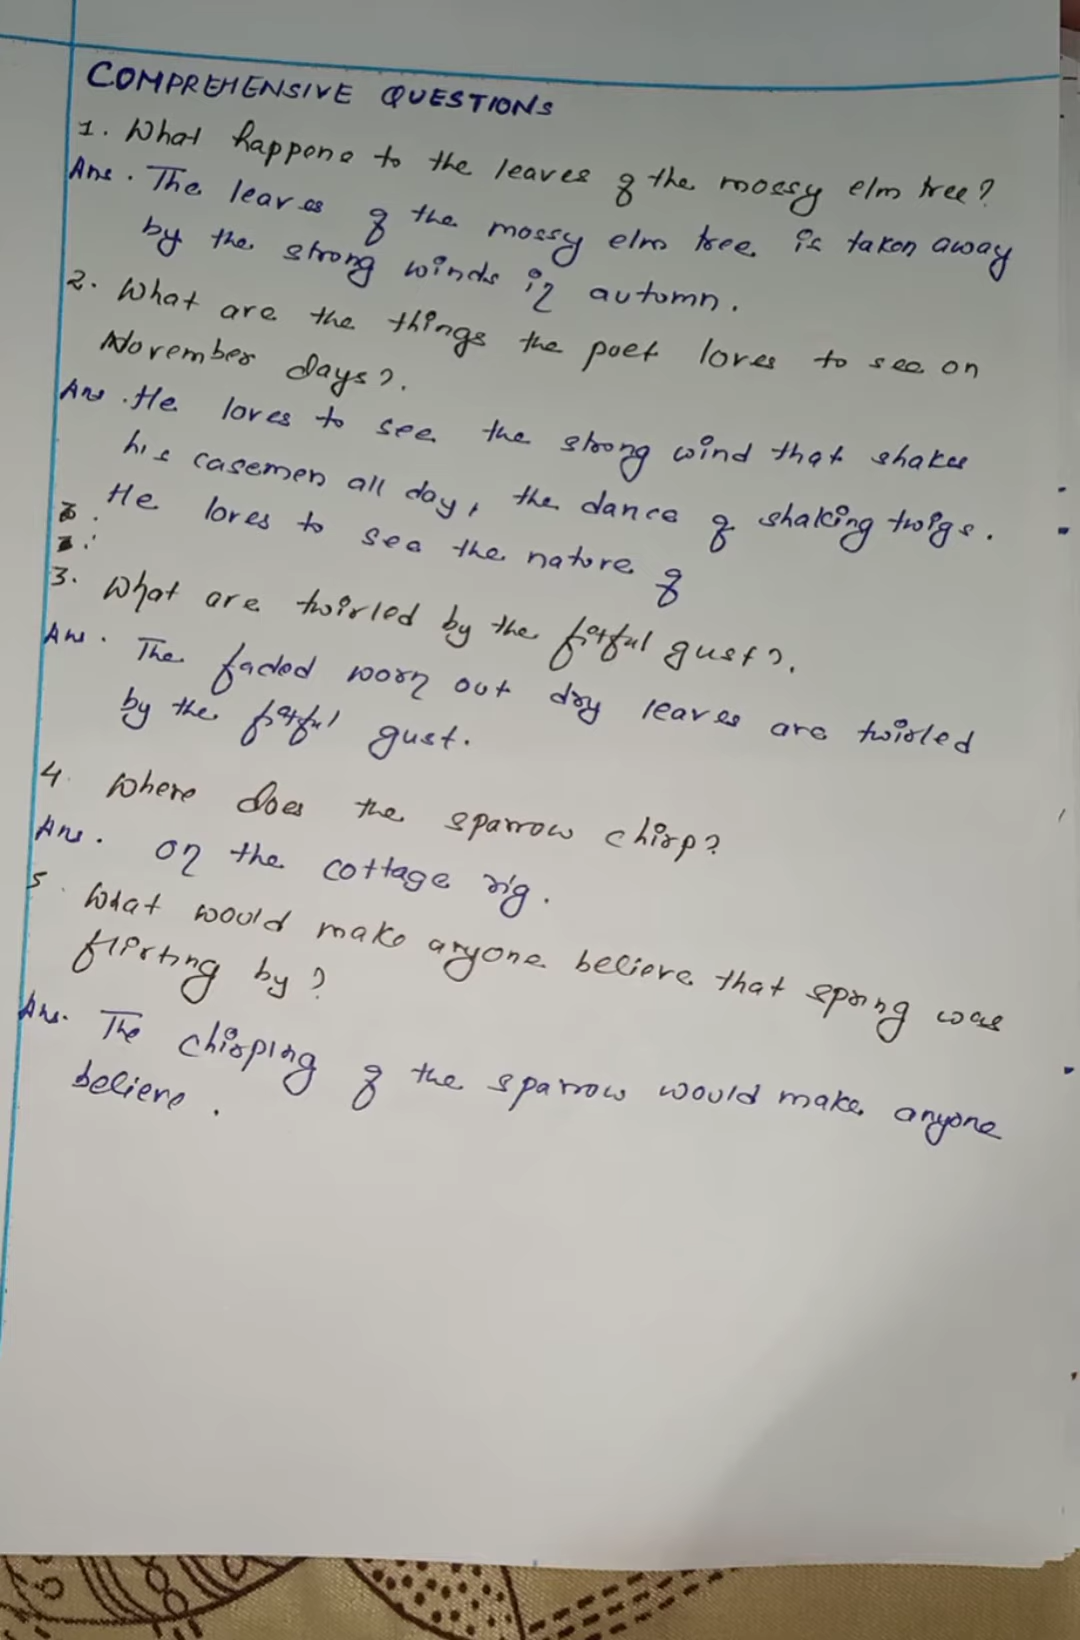 COMPREHENSIVE QUESTIONS
1. What happens to the leaves of the mossy elm tree?
Ans. The leaves of the mossy elm tree is taken away
by the strong winds in automn.
2. What are the things the poet loves to see on
November days?.
Ans. He loves to see the strong wind that shakes
his casemen all day, the dance of shaking twigs.
He loves to see the nature of
3. What are twirled by the fitful gust?.
Ans. The faded worn out dry leaves are twirled
by the fitful gust.
4. Where does the sparrow chirp?
Ans. on the cottage rig.
5. What would make anyone believe that spring was
flirting by?
Ans. The chirping of the sparrow would make anyone
believe.